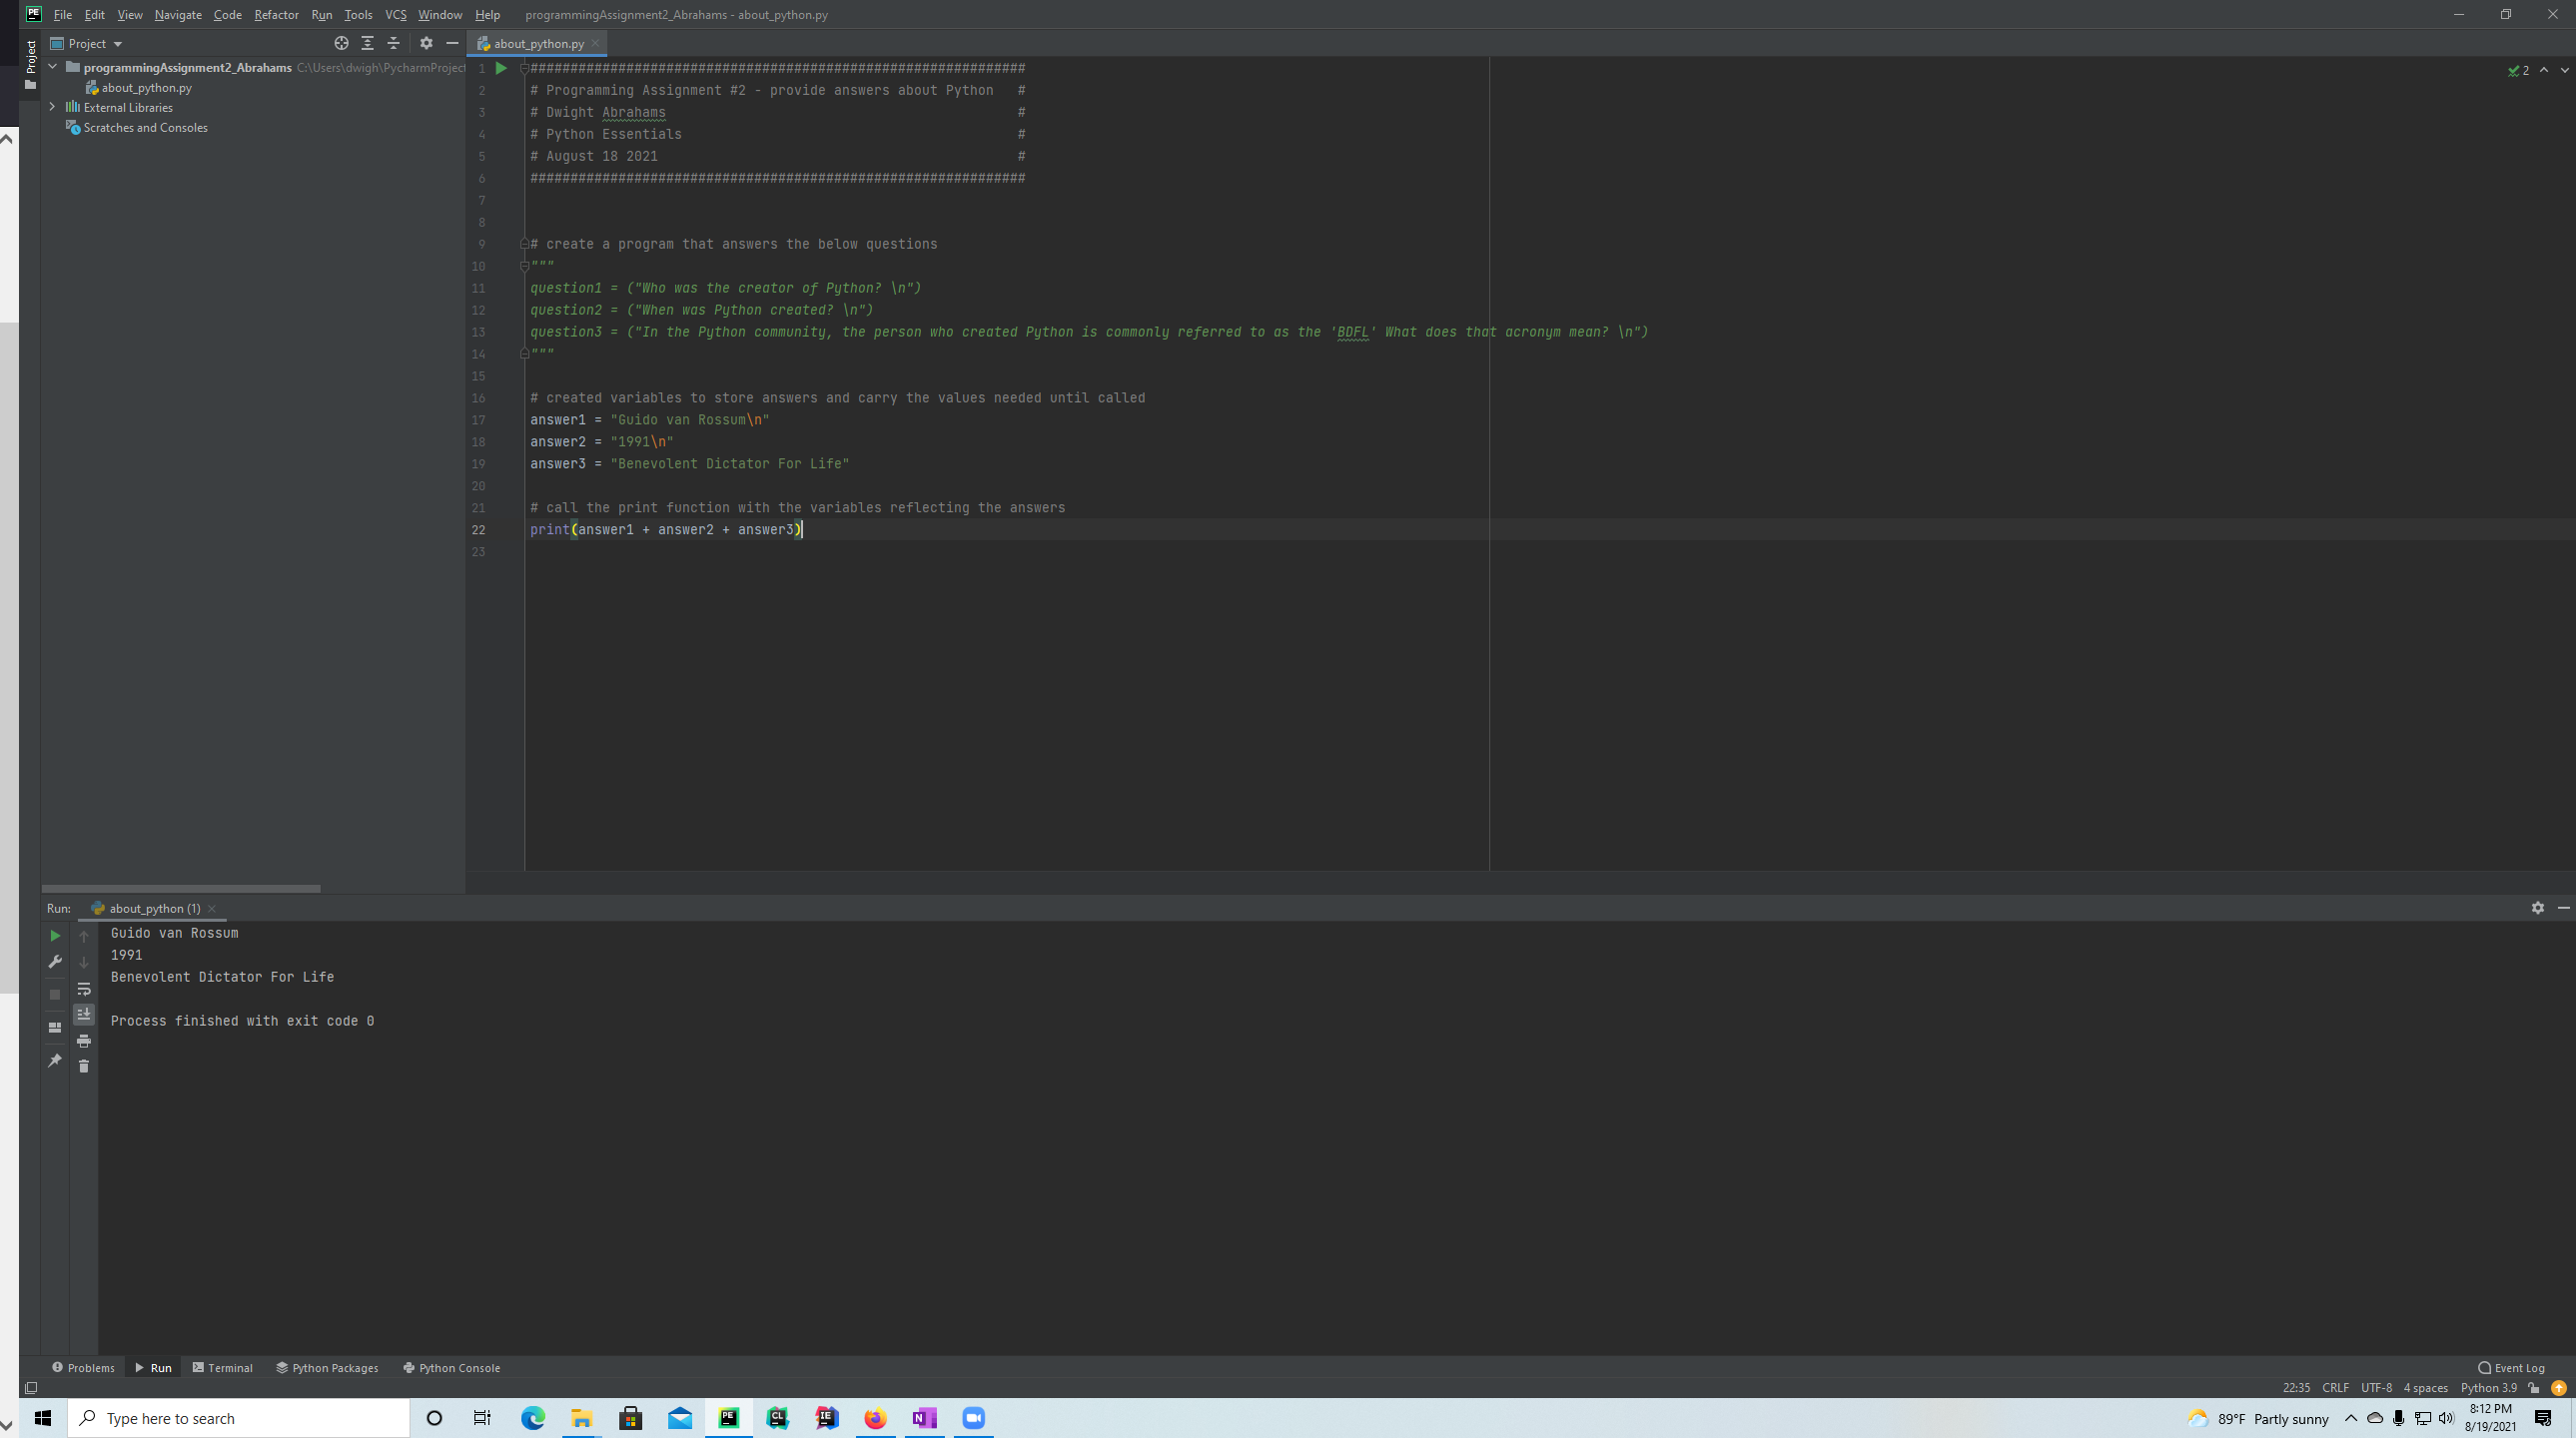 PE File Edit View Navigate Code Refactor Run Tools VCS Window Help programmingAssignment2_Abrahams - about_python.py
Project
Project
about_python.py
programmingAssignment2_Abrahams C:\Users\dwigh\PycharmProject
about_python.py
External Libraries
Scratches and Consoles
2
1 ##############################################################
2 # Programming Assignment #2 - provide answers about Python   #
3 # Dwight Abrahams                                            #
4 # Python Essentials                                          #
5 # August 18 2021                                             #
6 ##############################################################
7
8
9 # create a program that answers the below questions
10 """
11 question1 = ("Who was the creator of Python? \n")
12 question2 = ("When was Python created? \n")
13 question3 = ("In the Python community, the person who created Python is commonly referred to as the 'BDFL' What does that acronym mean? \n")
14 """
15
16 # created variables to store answers and carry the values needed until called
17 answer1 = "Guido van Rossum\n"
18 answer2 = "1991\n"
19 answer3 = "Benevolent Dictator For Life"
20
21 # call the print function with the variables reflecting the answers
22 print(answer1 + answer2 + answer3)
23
Run: about_python (1)
Guido van Rossum
1991
Benevolent Dictator For Life
Process finished with exit code 0
Problems Run Terminal Python Packages Python Console Event Log
22:35 CRLF UTF-8 4 spaces Python 3.9
Type here to search
PE CL IE N
89°F Partly sunny
8:12 PM
8/19/2021